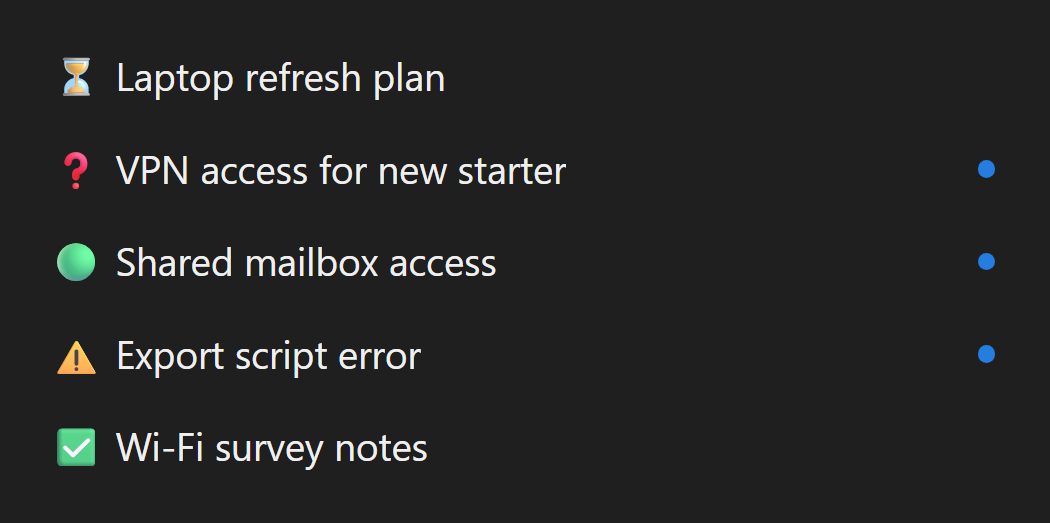 ⏳ Laptop refresh plan
❓ VPN access for new starter
🟢 Shared mailbox access
⚠️ Export script error
✅ Wi-Fi survey notes